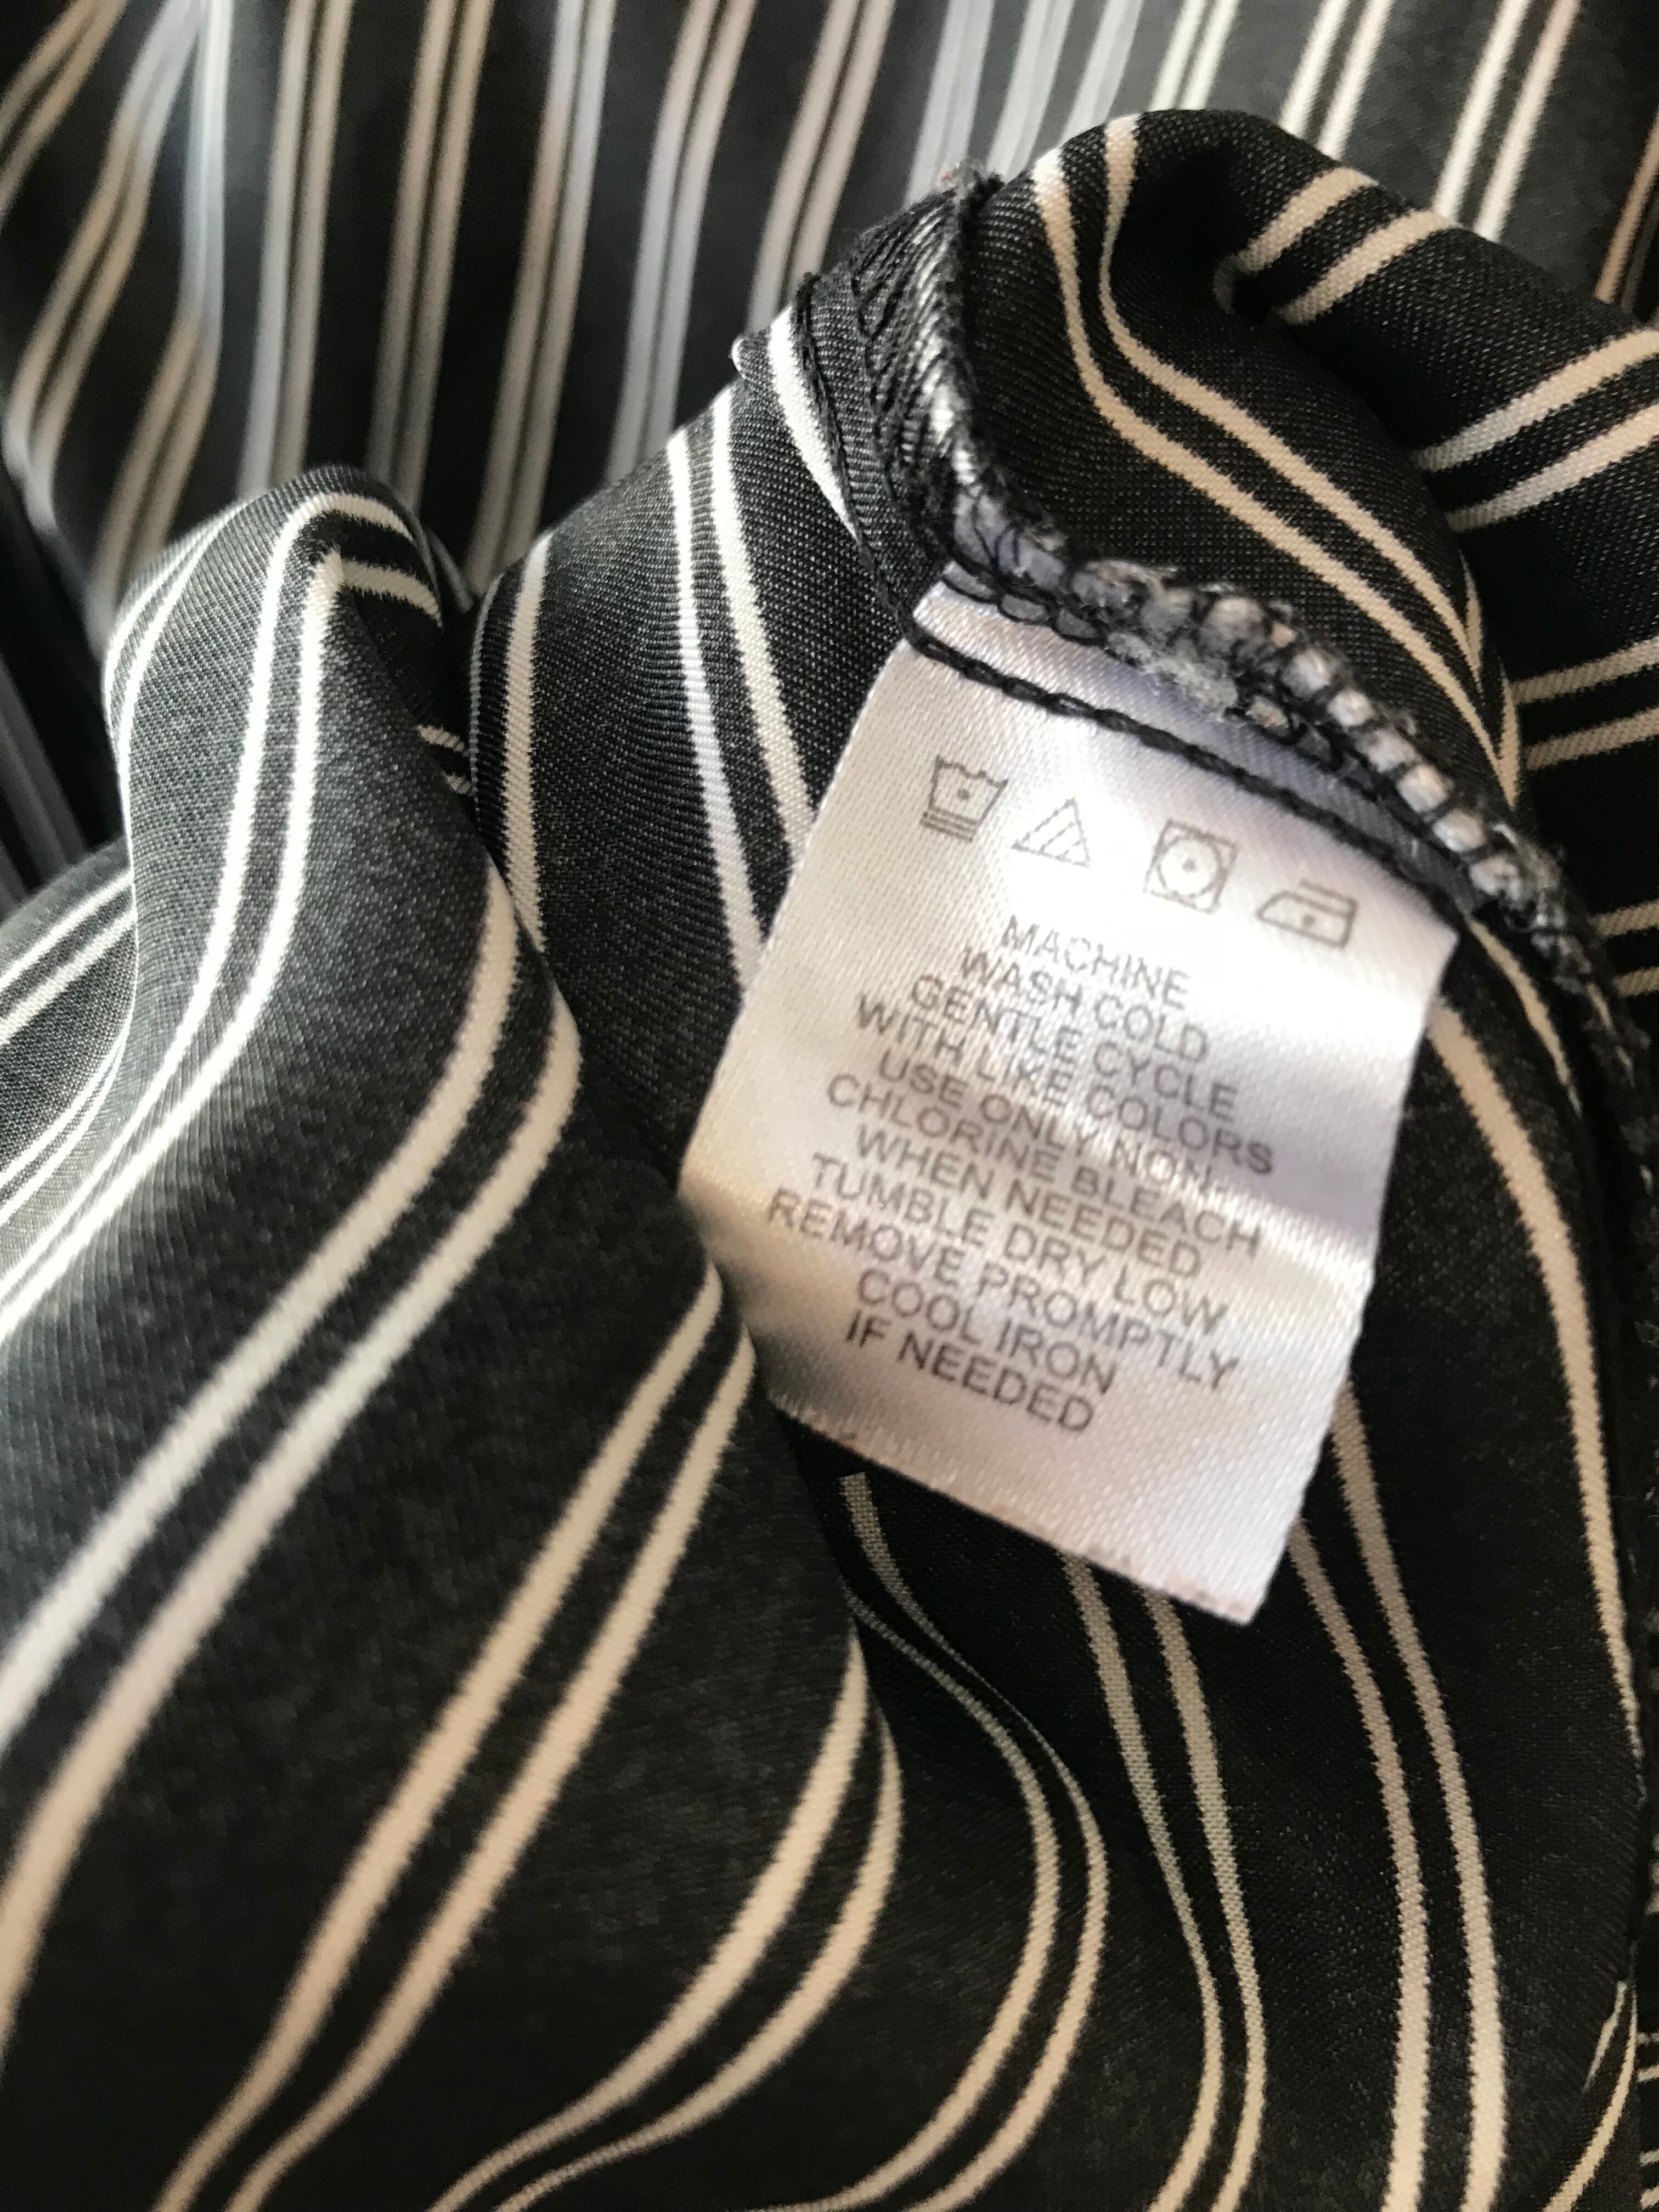 MACHINE
WASH COLD
GENTLE CYCLE
WITH LIKE COLORS
USE ONLY NON
CHLORINE BLEACH
WHEN NEEDED
TUMBLE DRY LOW
REMOVE PROMPTLY
COOL IRON
IF NEEDED